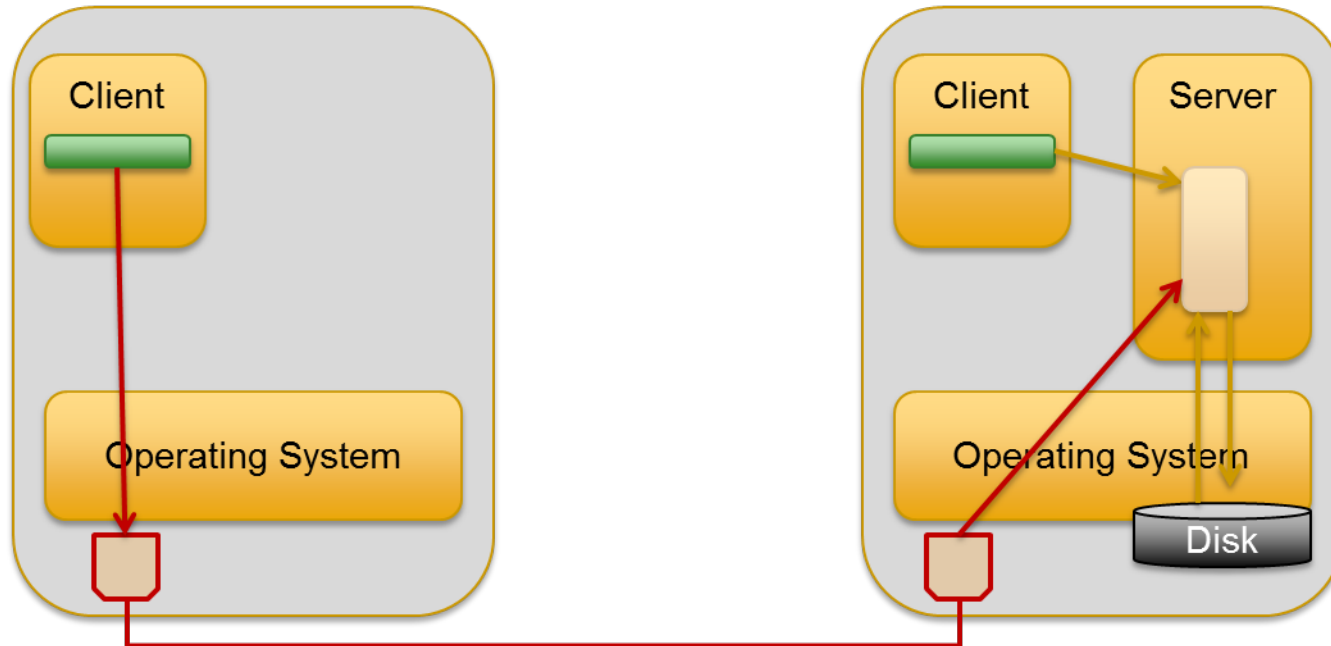 Client
Client
Server
Operating System
Operating System
Disk